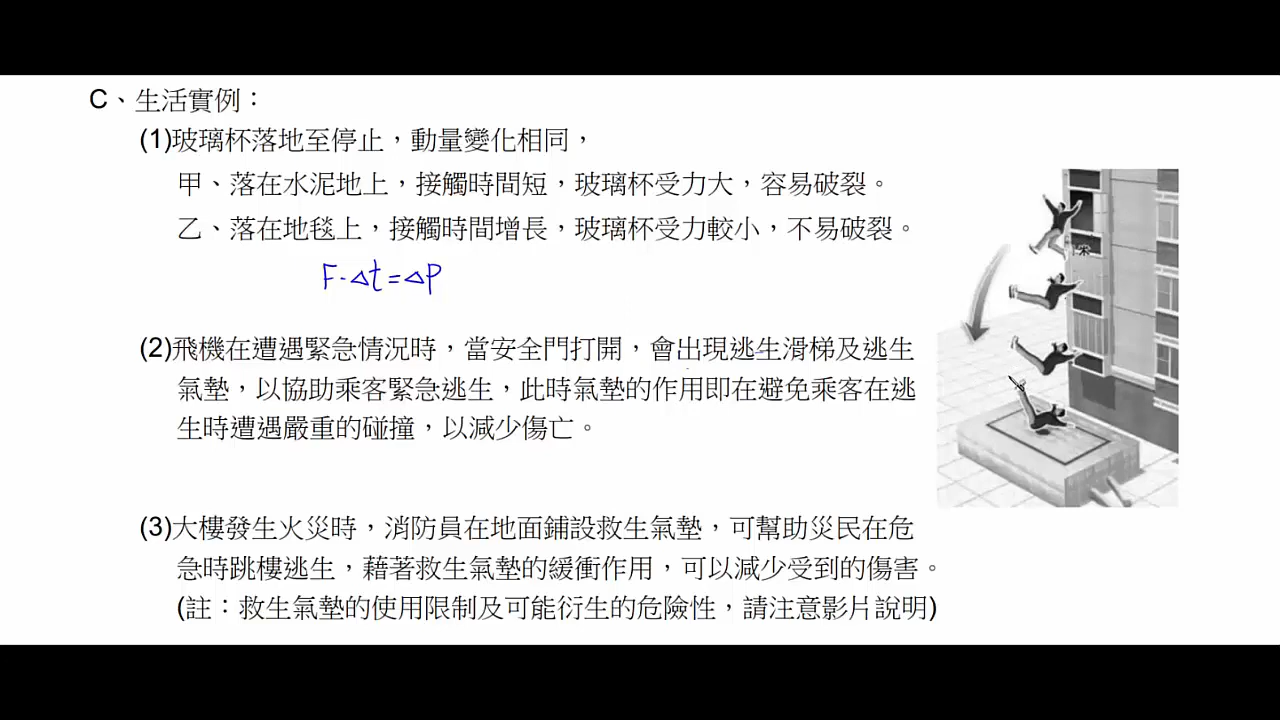 C、生活實例：
(1)玻璃杯落地至停止，動量變化相同，
甲、落在水泥地上，接觸時間短，玻璃杯受力大，容易破裂。
乙、落在地毯上，接觸時間增長，玻璃杯受力較小，不易破裂。
F·△t=△P
(2)飛機在遭遇緊急情況時，當安全門打開，會出現逃生滑梯及逃生
氣墊，以協助乘客緊急逃生，此時氣墊的作用即在避免乘客在逃
生時遭遇嚴重的碰撞，以減少傷亡。
(3)大樓發生火災時，消防員在地面鋪設救生氣墊，可幫助災民在危
急時跳樓逃生，藉著救生氣墊的緩衝作用，可以減少受到的傷害。
(註：救生氣墊的使用限制及可能衍生的危險性，請注意影片說明)